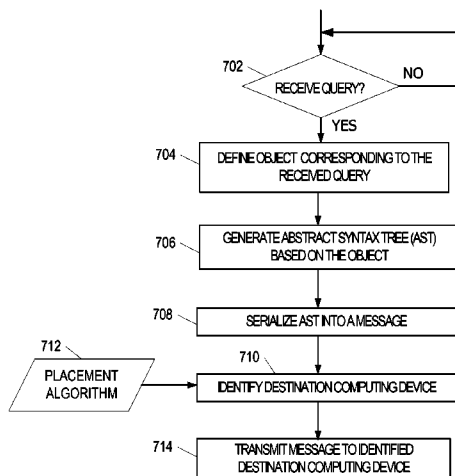 702
RECEIVE QUERY?
NO
YES
704
DEFINE OBJECT CORRESPONDING TO THE
RECEIVED QUERY
706
GENERATE ABSTRACT SYNTAX TREE (AST)
BASED ON THE OBJECT
708
SERIALIZE AST INTO A MESSAGE
712
PLACEMENT
ALGORITHM
710
IDENTIFY DESTINATION COMPUTING DEVICE
714
TRANSMIT MESSAGE TO IDENTIFIED
DESTINATION COMPUTING DEVICE